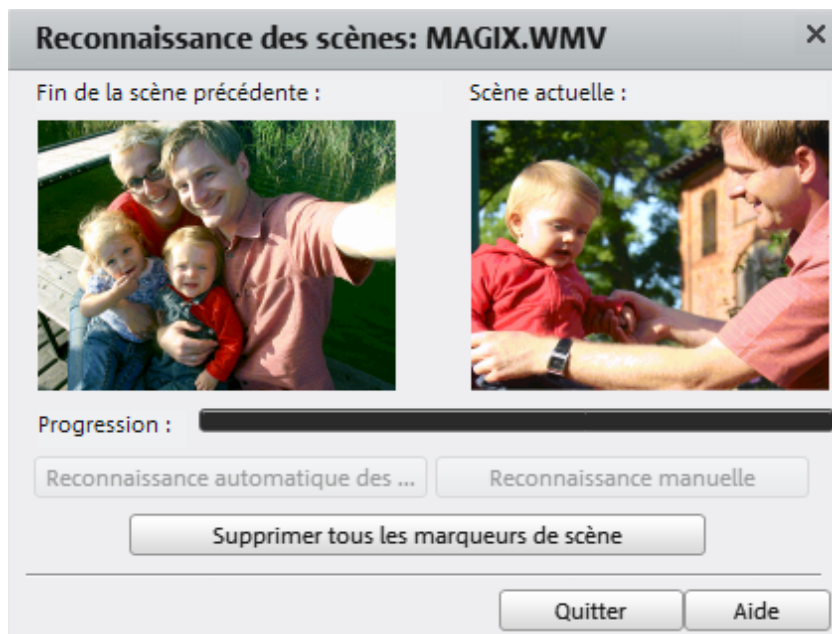 Reconnaissance des scènes: MAGIX.WMV
Fin de la scène précédente :
Scène actuelle :
Progression :
Reconnaissance automatique des ...
Reconnaissance manuelle
Supprimer tous les marqueurs de scène
Quitter
Aide